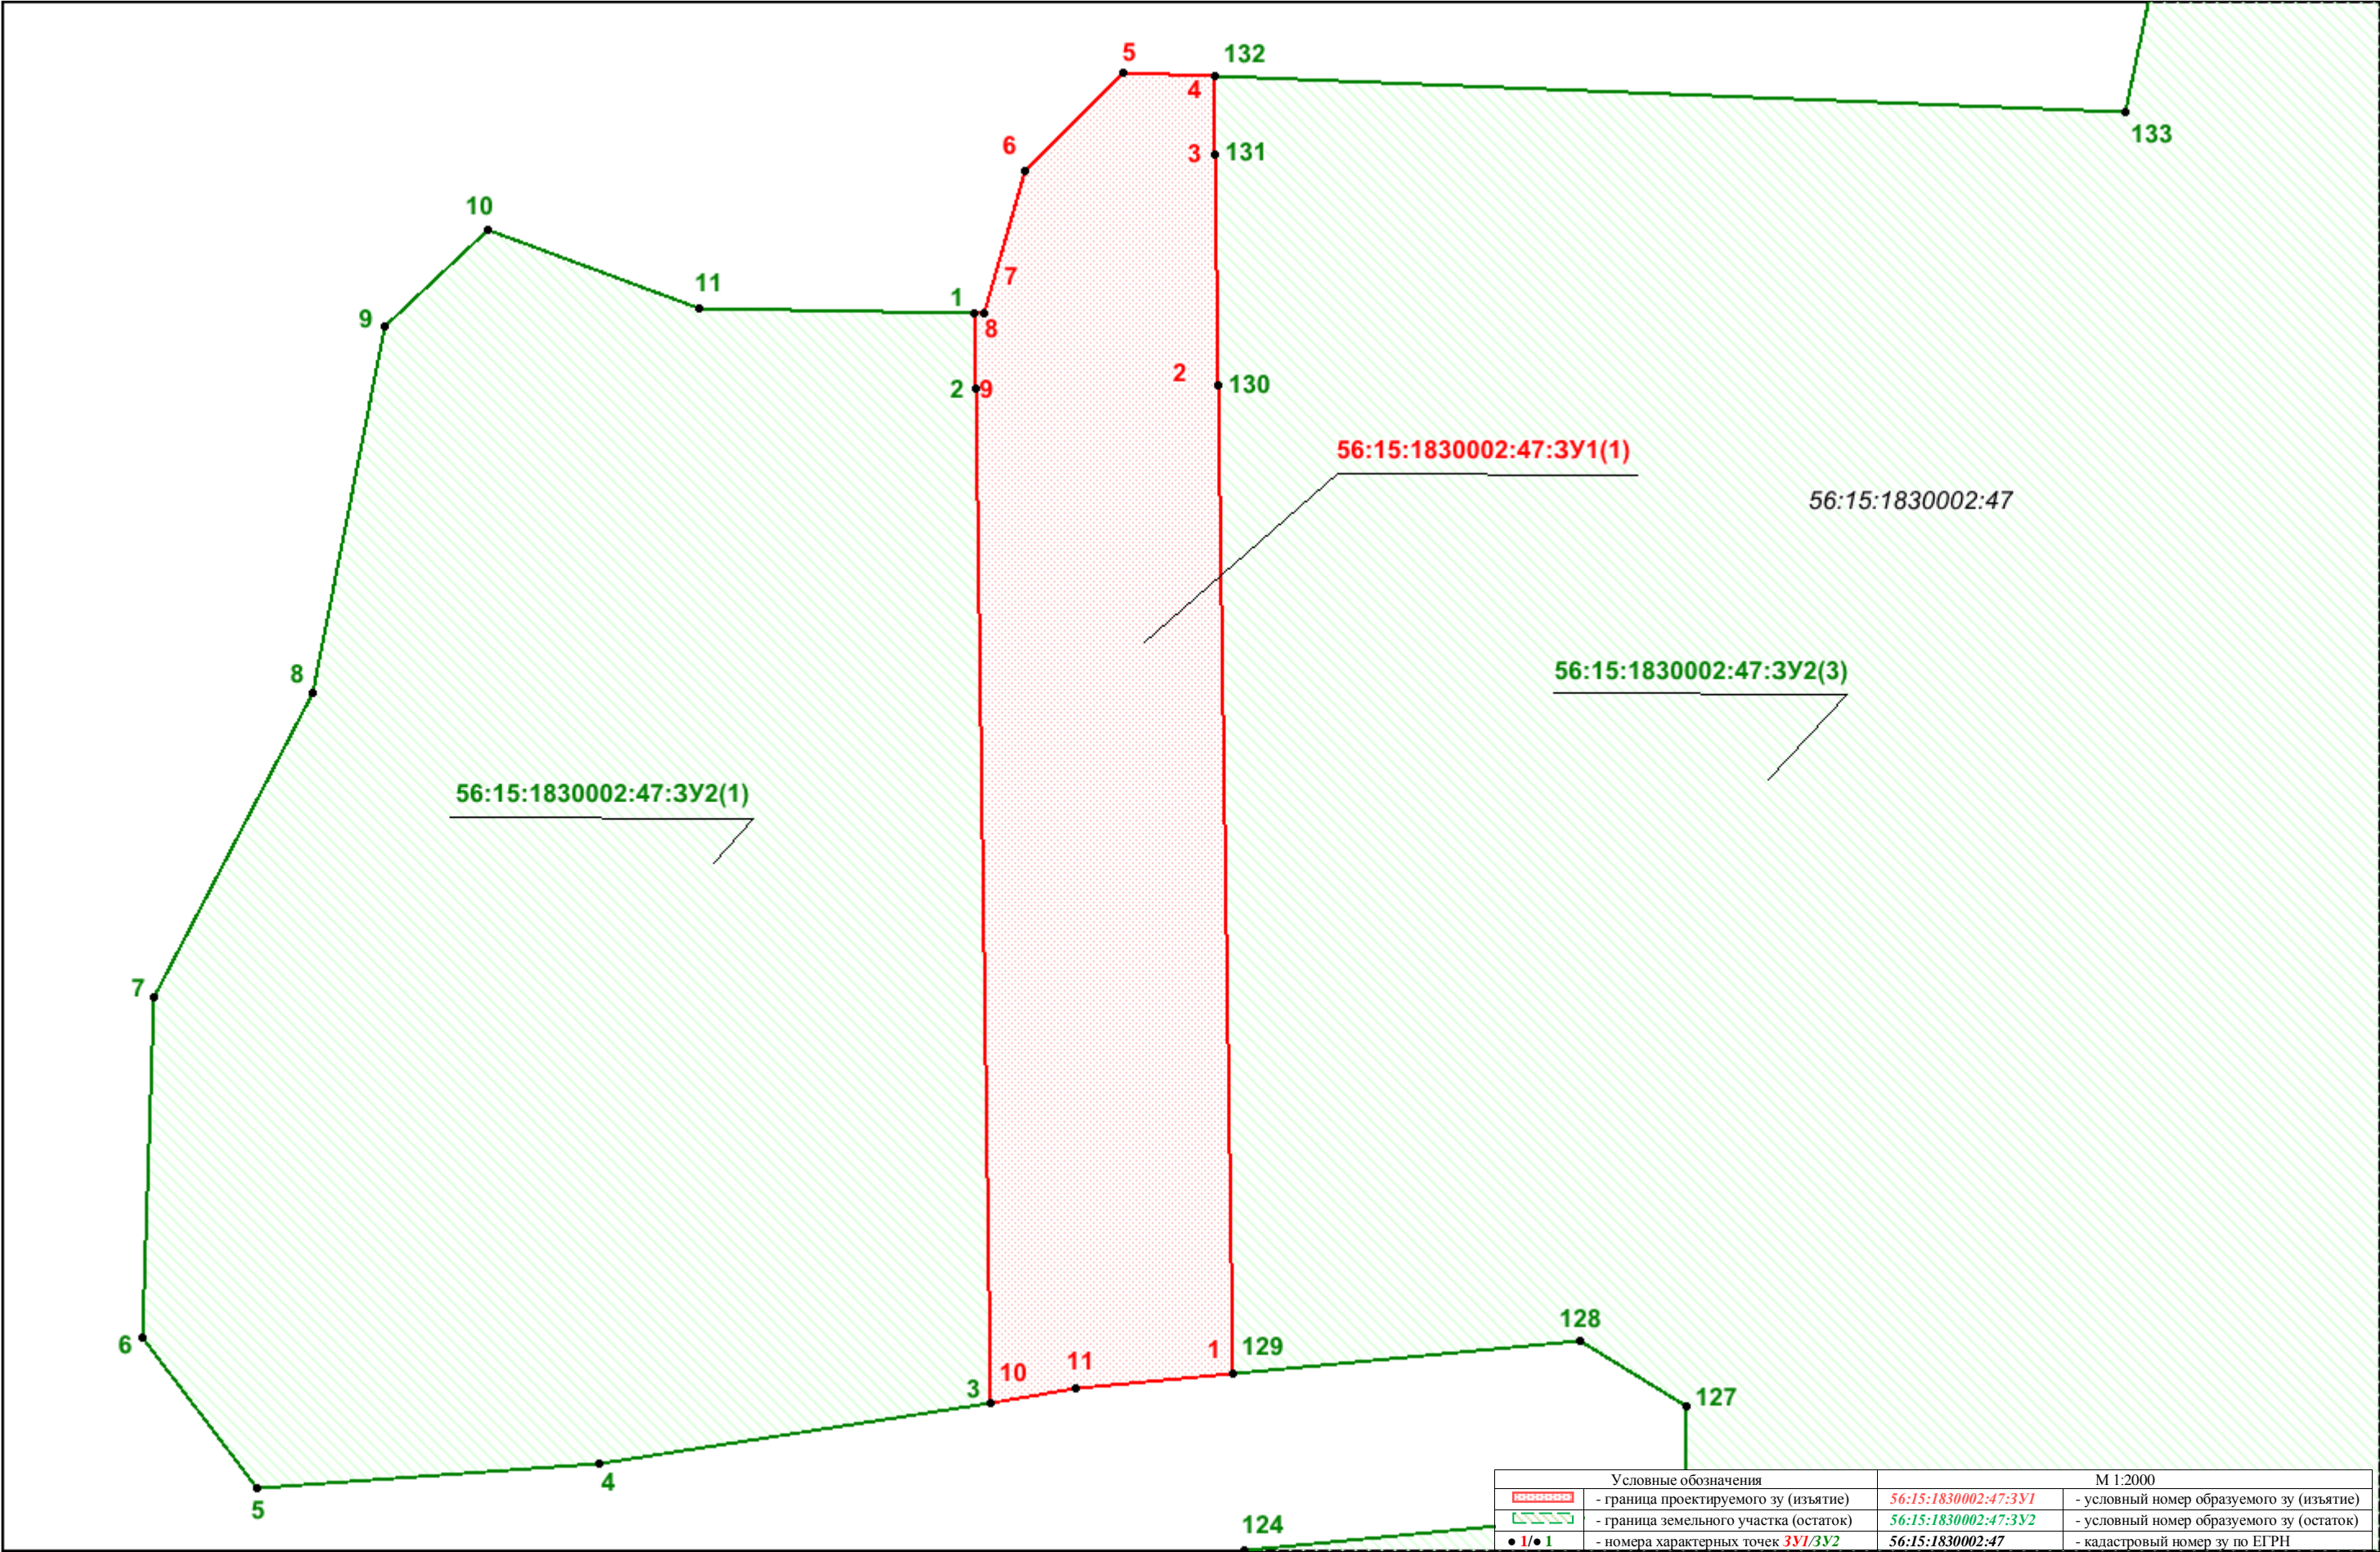 5
132
4
133
6
3
131
10
7
11
1
8
9
2
9
2
130
56:15:1830002:47:ЗУ1(1)
56:15:1830002:47
8
56:15:1830002:47:ЗУ2(3)
56:15:1830002:47:ЗУ2(1)
7
6
128
1
129
11
10
3
127
4
5
124
Условные обозначения
М 1:2000
- граница проектируемого зу (изъятие)
56:15:1830002:47:ЗУ1
- условный номер образуемого зу (изъятие)
- граница земельного участка (остаток)
56:15:1830002:47:ЗУ2
- условный номер образуемого зу (остаток)
● 1/● 1
- номера характерных точек ЗУ1/ЗУ2
56:15:1830002:47
- кадастровый номер зу по ЕГРН